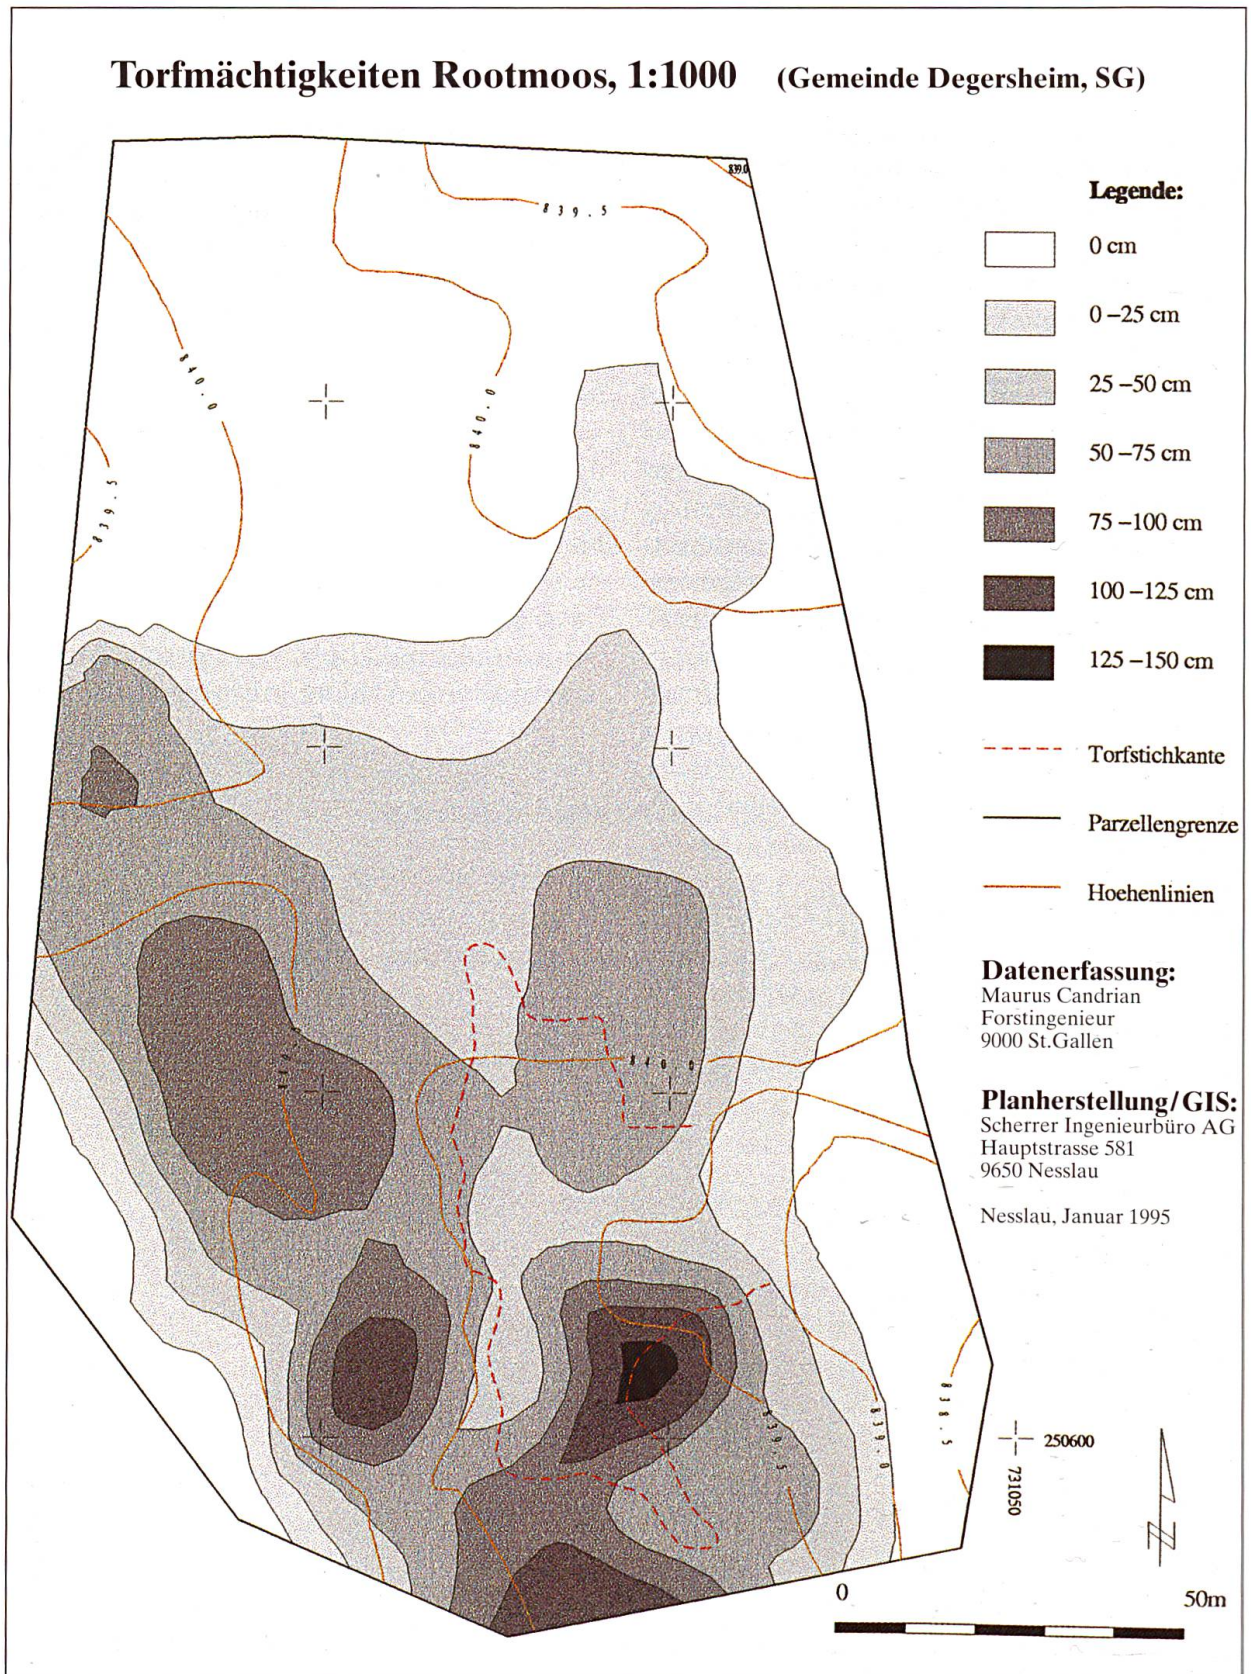 Torfmächtigkeiten Rootmoos, 1:1000 (Gemeinde Degersheim, SG)
839.0
839.5
840.0
840.0
839.5
840.0
839.5
839.0
838.5
Legende:
0 cm
0 –25 cm
25 –50 cm
50 –75 cm
75 –100 cm
100 –125 cm
125 –150 cm
Torfstichkante
Parzellengrenze
Hoehenlinien
Datenerfassung:
Maurus Candrian
Forstingenieur
9000 St.Gallen
Planherstellung/GIS:
Scherrer Ingenieurbüro AG
Hauptstrasse 581
9650 Nesslau
Nesslau, Januar 1995
250600
731050
0 50m